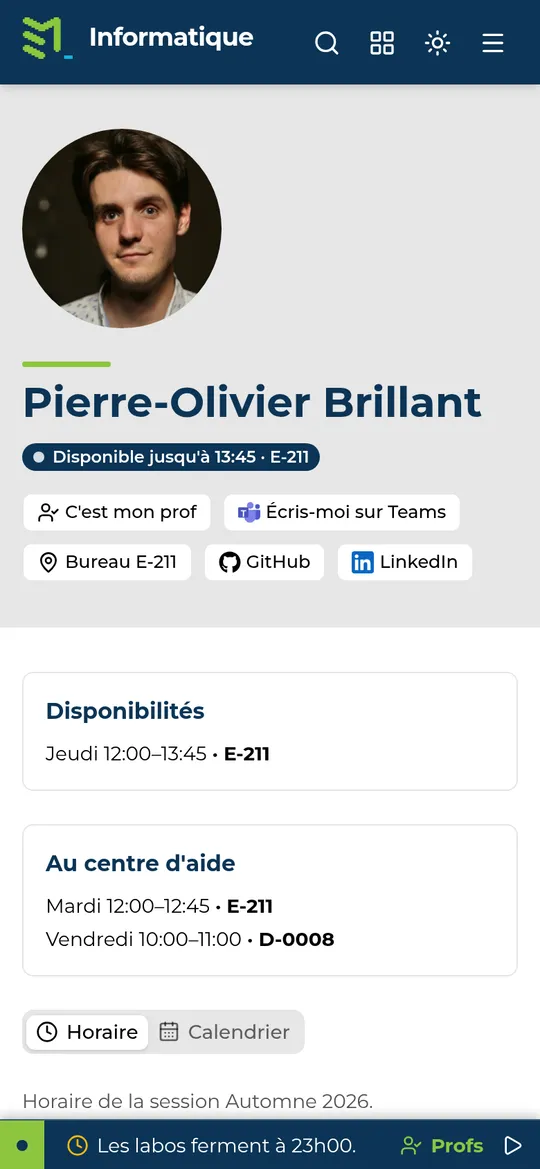 Informatique
Pierre-Olivier Brillant
Disponible jusqu'à 13:45 · E-211
C'est mon prof
Écris-moi sur Teams
Bureau E-211
GitHub
LinkedIn
Disponibilités
Jeudi 12:00–13:45 • E-211
Au centre d'aide
Mardi 12:00–12:45 • E-211
Vendredi 10:00–11:00 • D-0008
Horaire
Calendrier
Horaire de la session Automne 2026.
Les labos ferment à 23h00.
Profs